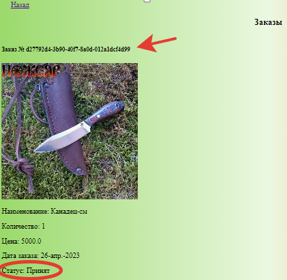 Назад
Заказы
Заказ № d27792d4-3b90-40f7-8a0d-012a1dcf4d99
Наименование: Канадец-см
Количество: 1
Цена: 5000.0
Дата заказа: 26-апр.-2023
Статус: Принят